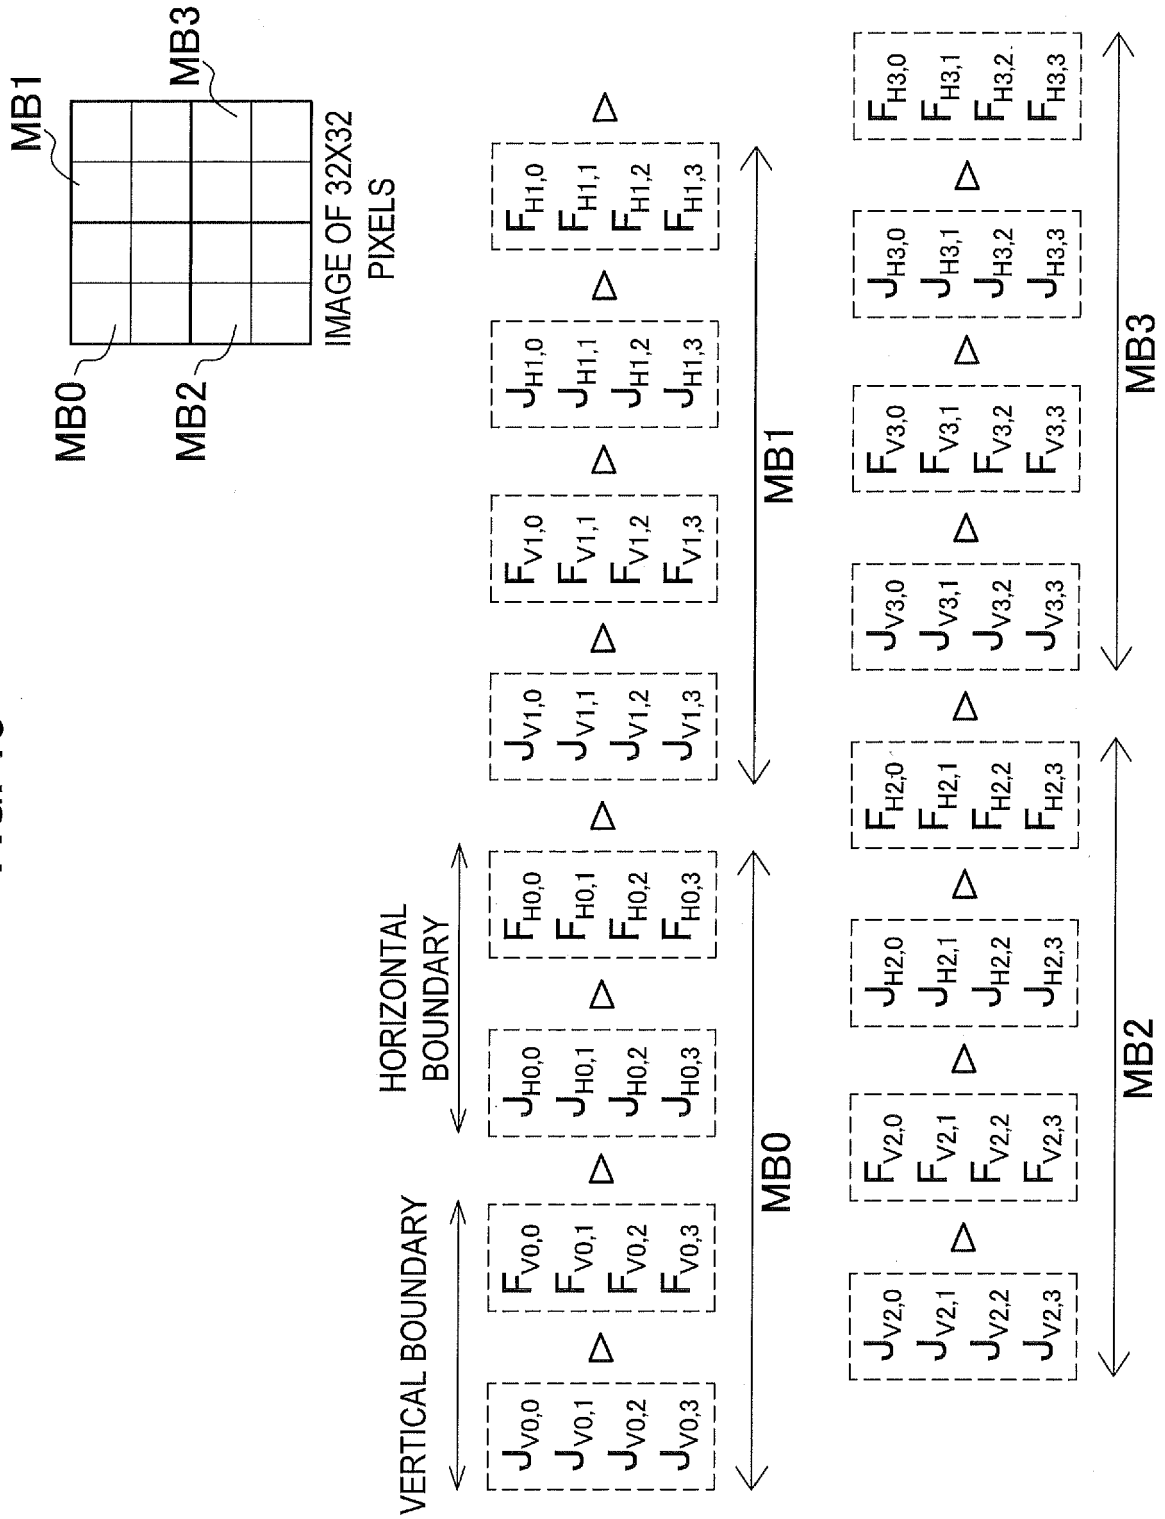 MB0
MB1
MB2
MB3
IMAGE OF 32X32
PIXELS
VERTICAL BOUNDARY
HORIZONTAL
BOUNDARY
JV0,0
JV0,1
JV0,2
JV0,3
FV0,0
FV0,1
FV0,2
FV0,3
JH0,0
JH0,1
JH0,2
JH0,3
FH0,0
FH0,1
FH0,2
FH0,3
MB0
JV1,0
JV1,1
JV1,2
JV1,3
FV1,0
FV1,1
FV1,2
FV1,3
JH1,0
JH1,1
JH1,2
JH1,3
FH1,0
FH1,1
FH1,2
FH1,3
MB1
JV2,0
JV2,1
JV2,2
JV2,3
FV2,0
FV2,1
FV2,2
FV2,3
JH2,0
JH2,1
JH2,2
JH2,3
FH2,0
FH2,1
FH2,2
FH2,3
MB2
JV3,0
JV3,1
JV3,2
JV3,3
FV3,0
FV3,1
FV3,2
FV3,3
JH3,0
JH3,1
JH3,2
JH3,3
FH3,0
FH3,1
FH3,2
FH3,3
MB3